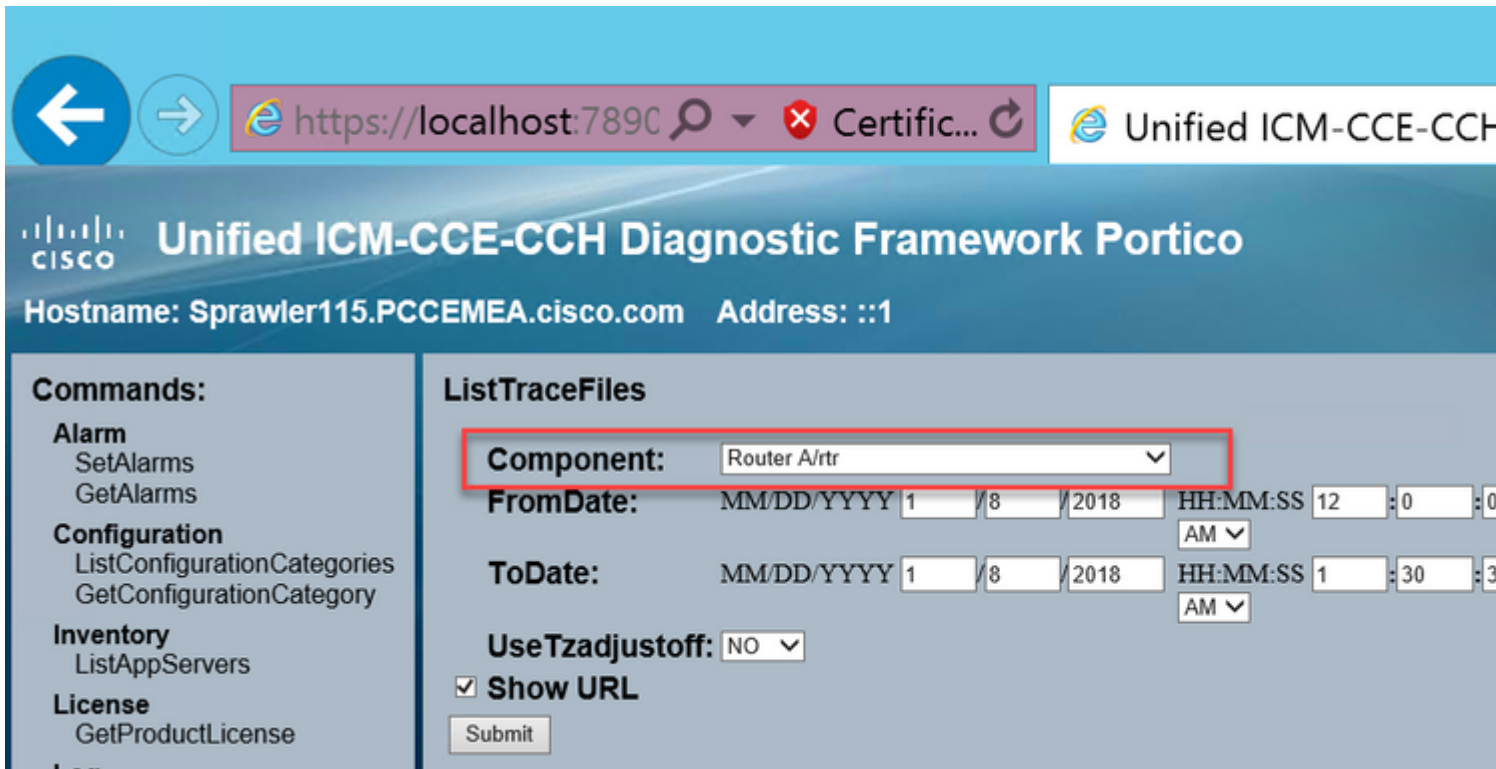 https://localhost:7890 Certific... Unified ICM-CCE-CCH
CISCO Unified ICM-CCE-CCH Diagnostic Framework Portico
Hostname: Sprawler115.PCCEMEA.cisco.com Address: ::1
Commands:
Alarm
SetAlarms
GetAlarms
Configuration
ListConfigurationCategories
GetConfigurationCategory
Inventory
ListAppServers
License
GetProductLicense
ListTraceFiles
Component: Router A/rtr
FromDate: MM/DD/YYYY 1 /8 /2018 HH:MM:SS 12 :0 :0
AM
ToDate: MM/DD/YYYY 1 /8 /2018 HH:MM:SS 1 :30 :3
AM
UseTzadjustoff: NO
Show URL
Submit